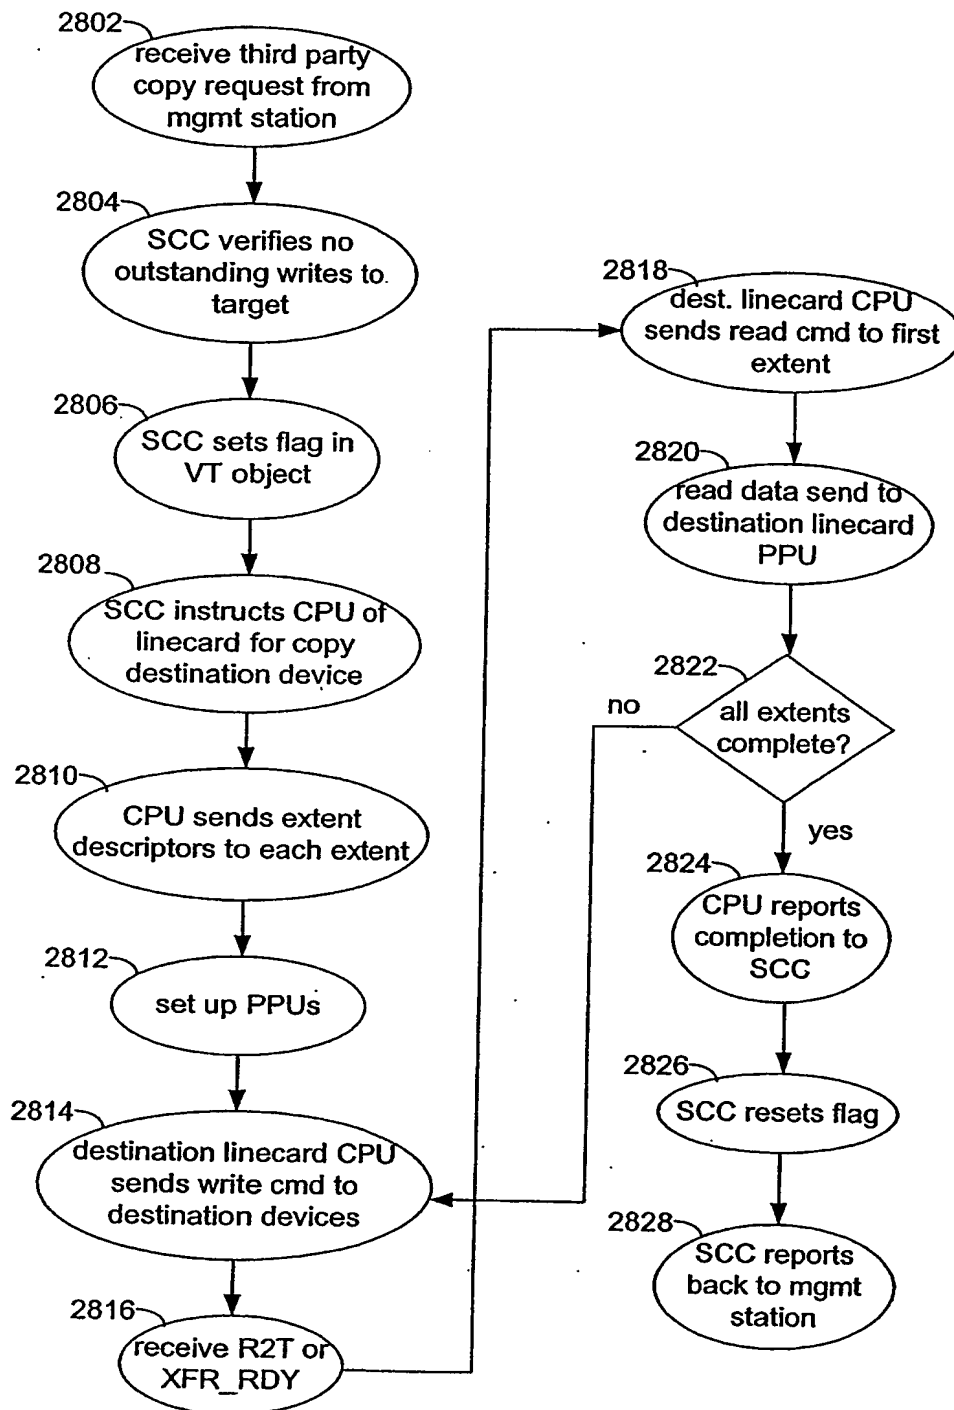 2802
receive third party
copy request from
mgmt station
2804
SCC verifies no
outstanding writes to
target
2806
SCC sets flag in
VT object
2808
SCC instructs CPU of
linecard for copy
destination device
2810
CPU sends extent
descriptors to each extent
2812
set up PPUs
2814
destination linecard CPU
sends write cmd to
destination devices
2816
receive R2T or
XFR_RDY
2818
dest. linecard CPU
sends read cmd to first
extent
2820
read data send to
destination linecard
PPU
2822
all extents
complete?
no
yes
2824
CPU reports
completion to
SCC
2826
SCC resets flag
2828
SCC reports
back to mgmt
station